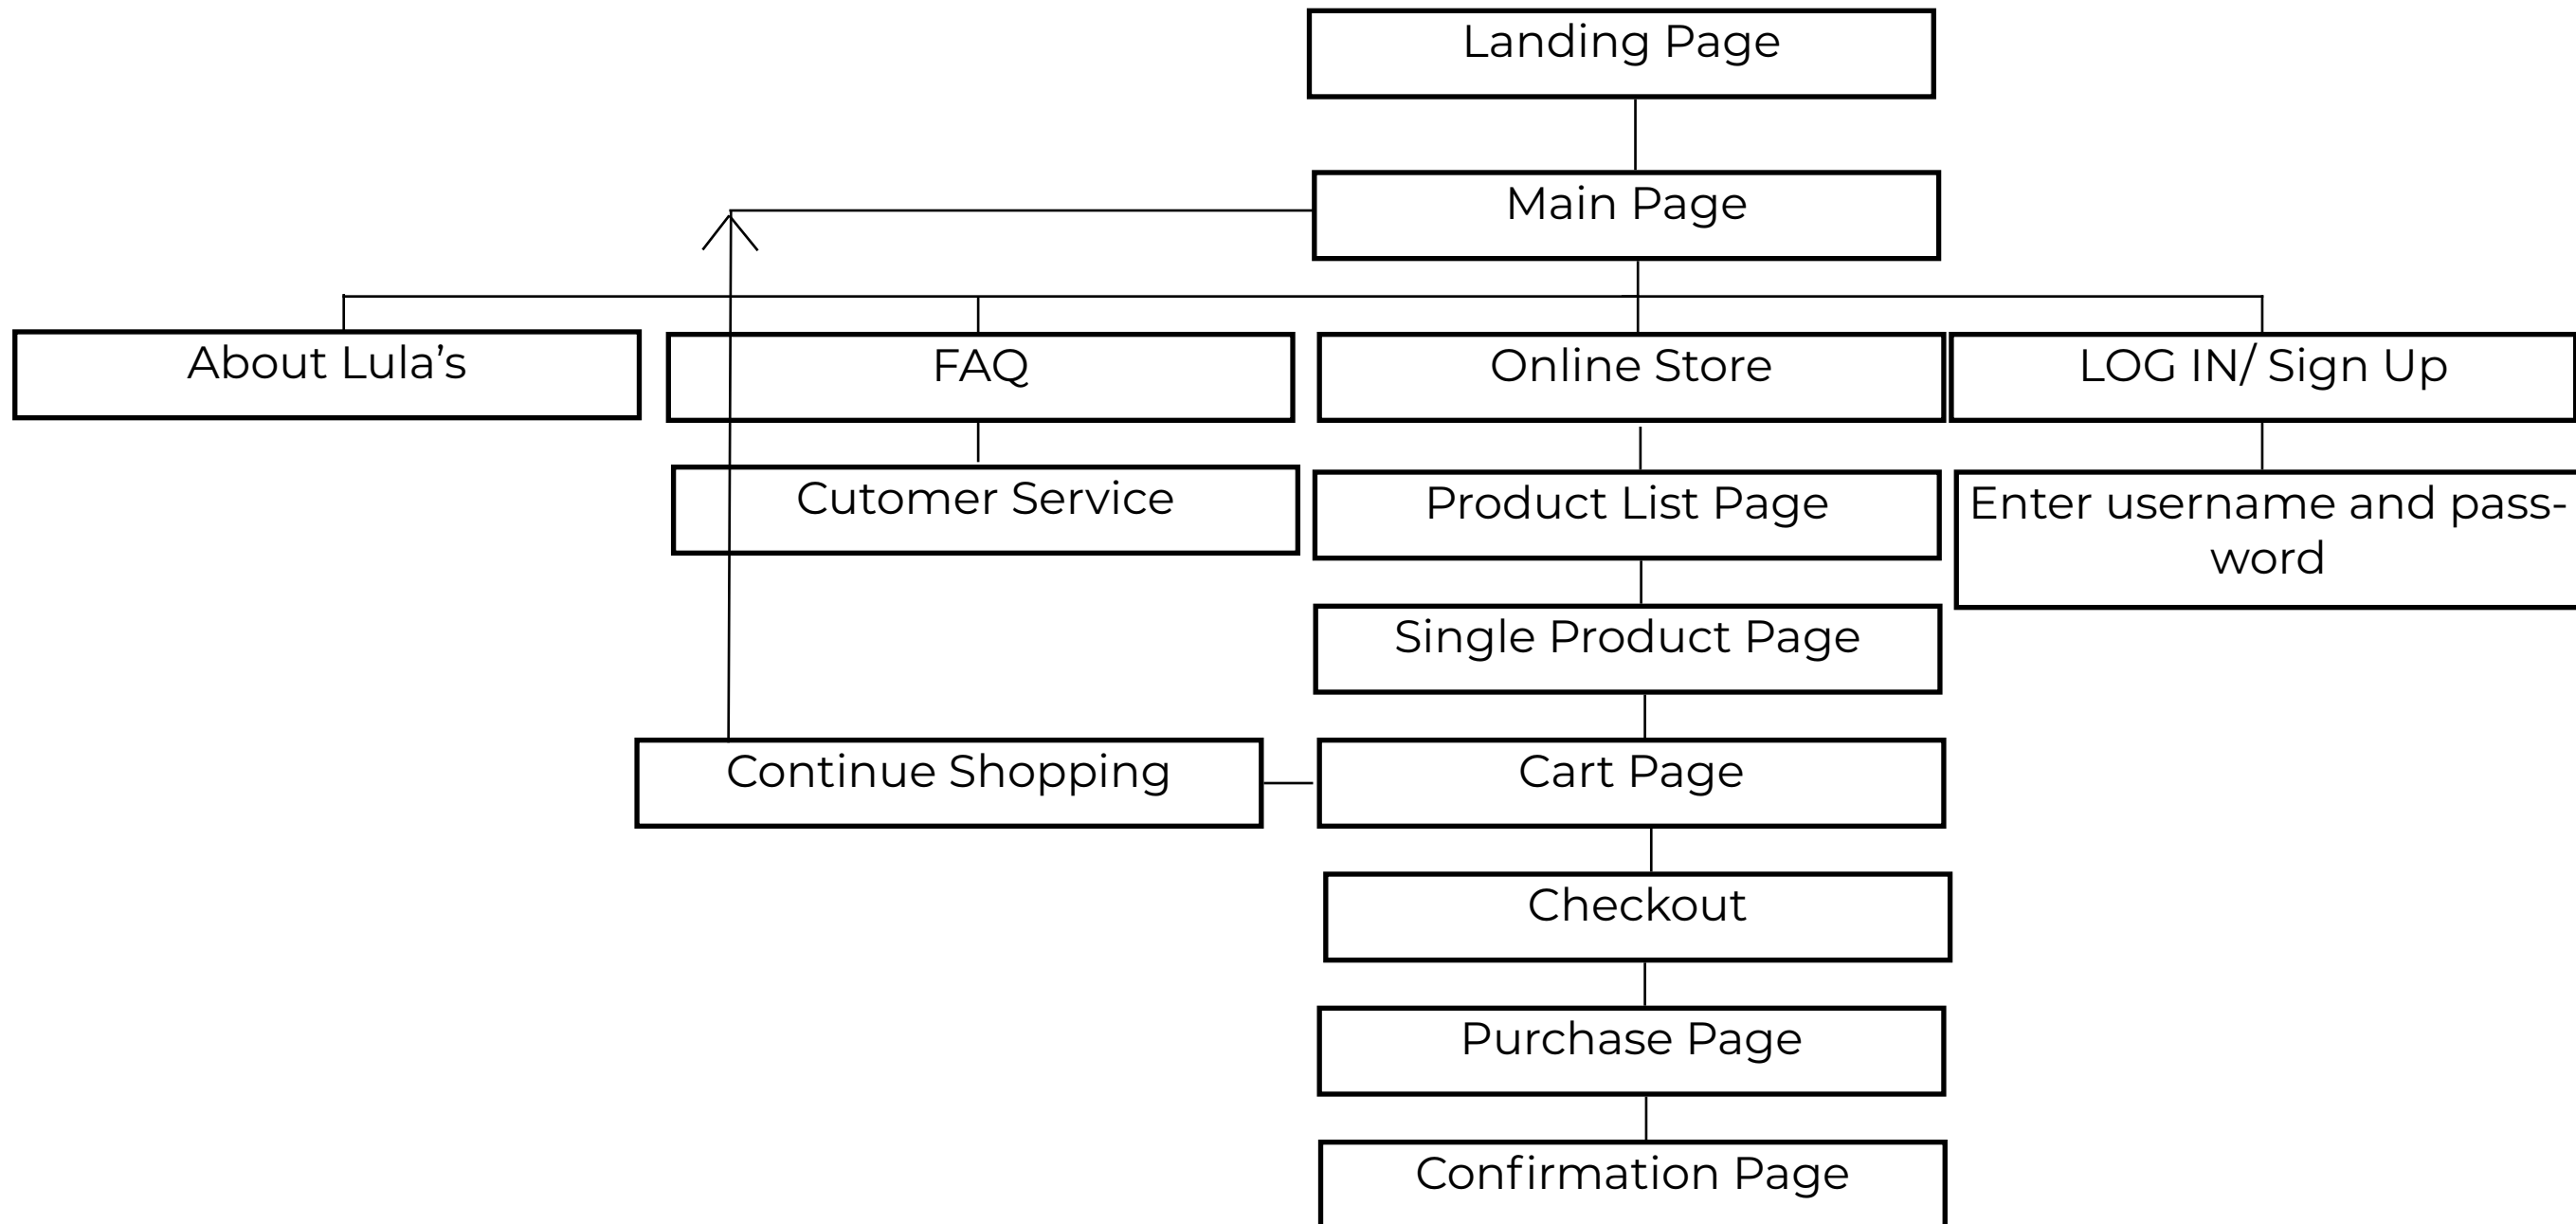 Landing Page
Main Page
About Lula’s
FAQ
Online Store
LOG IN/ Sign Up
Cutomer Service
Product List Page
Enter username and pass-
word
Single Product Page
Continue Shopping
Cart Page
Checkout
Purchase Page
Confirmation Page